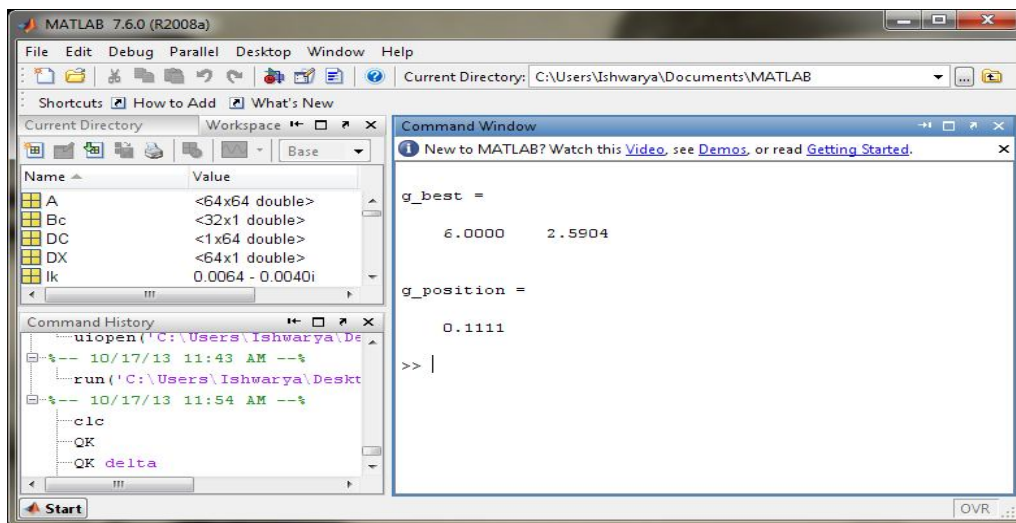 MATLAB 7.6.0 (R2008a)
File Edit Debug Parallel Desktop Window Help
Current Directory: C:\Users\Ishwarya\Documents\MATLAB
Shortcuts How to Add What's New
Current Directory Workspace
Base
Name Value
A <64x64 double>
Bc <32x1 double>
DC <1x64 double>
DX <64x1 double>
Ik 0.0064 - 0.0040i
Command History
uiopen('C:\Users\Ishwarya\De
%-- 10/17/13 11:43 AM --%
run('C:\Users\Ishwarya\Deskt
%-- 10/17/13 11:54 AM --%
clc
QK
QK delta
Command Window
New to MATLAB? Watch this Video, see Demos, or read Getting Started.
g_best =
6.0000 2.5904
g_position =
0.1111
>>
Start
OVR